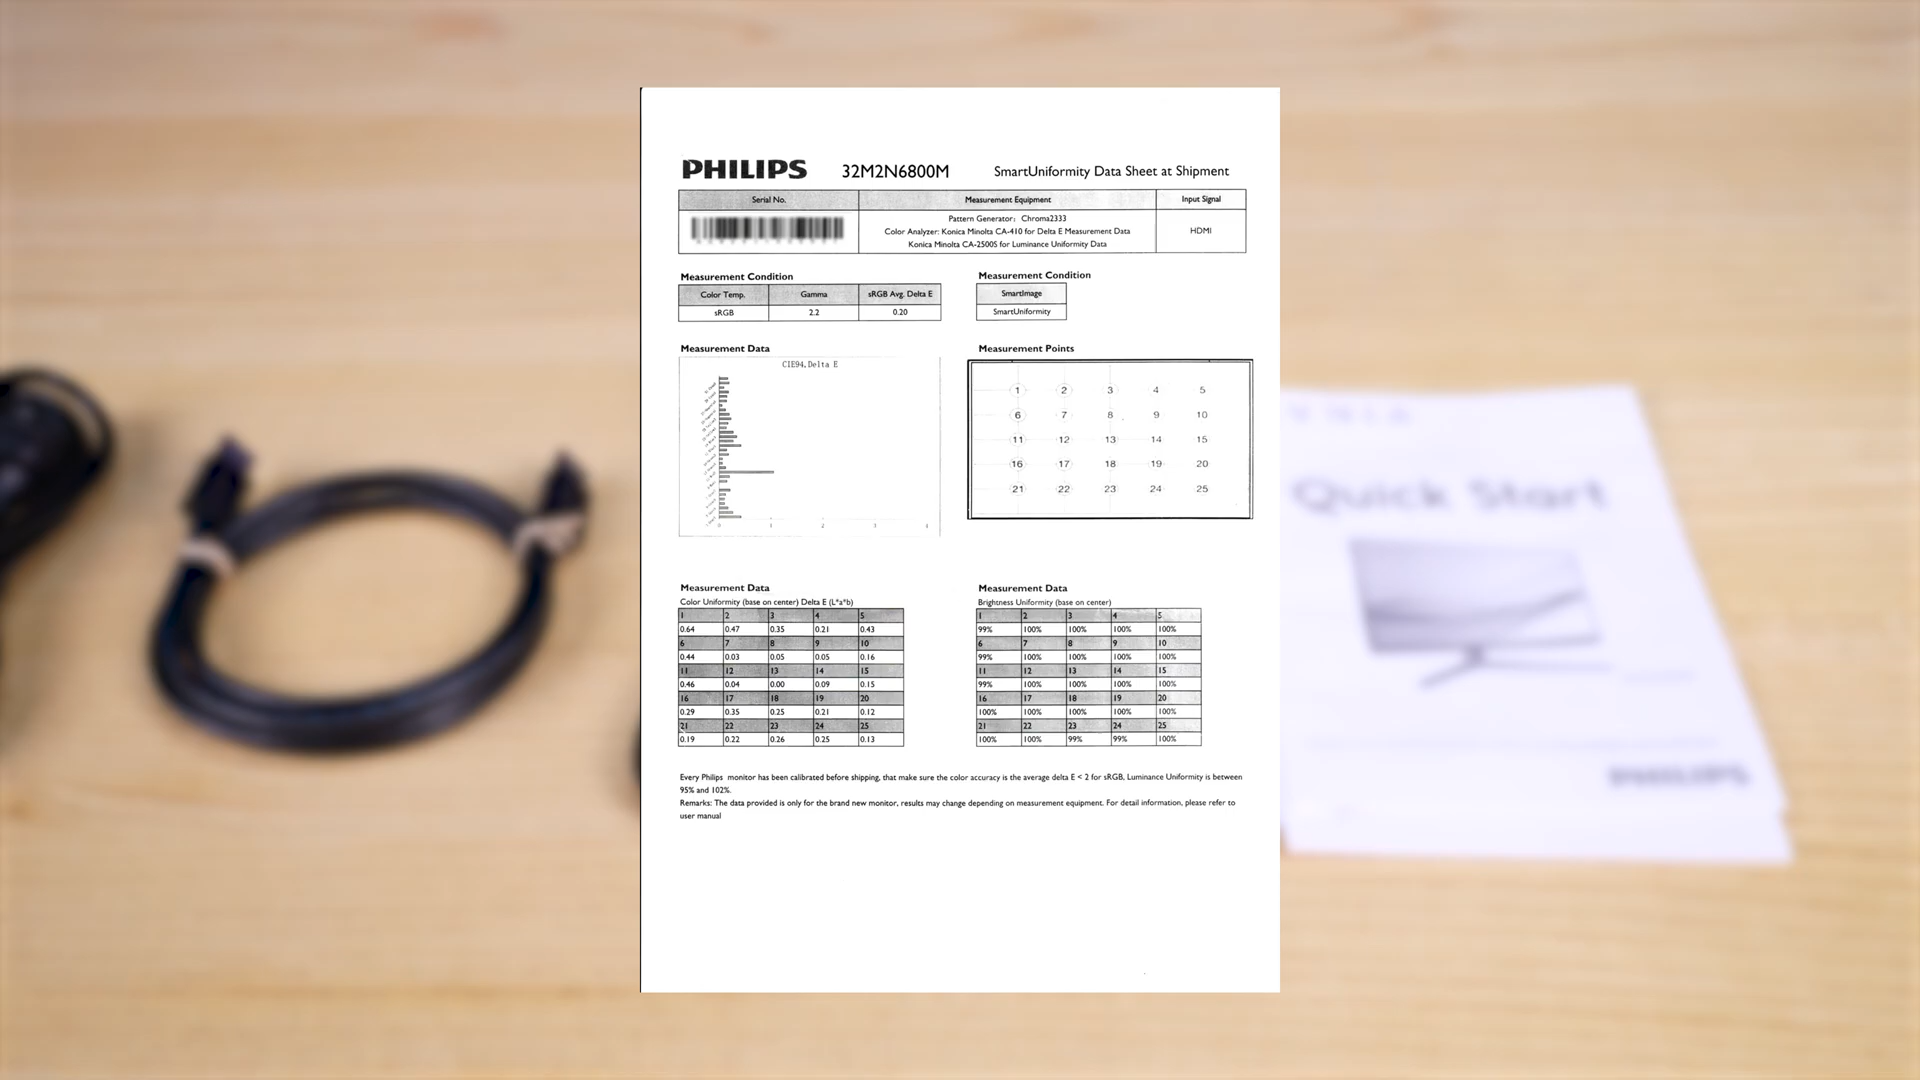 PHILIPS 32M2N6800M SmartUniformity Data Sheet at Shipment
Serial No. Measurement Equipment Input Signal
Pattern Generator: Chroma2333
Color Analyzer: Konica Minolta CA-410 for Delta E Measurement Data
Konica Minolta CA-2500S for Luminance Uniformity Data
HDMI
Measurement Condition
Color Temp. Gamma sRGB Avg. Delta E
sRGB 2.2 0.20
Measurement Condition
SmartImage
SmartUniformity
Measurement Data
CIE94,Delta E
0 1 2 3 4
Measurement Points
1 2 3 4 5
6 7 8 9 10
11 12 13 14 15
16 17 18 19 20
21 22 23 24 25
Measurement Data
Color Uniformity (base on center) Delta E (L*a*b)
1 2 3 4 5
0.64 0.47 0.35 0.21 0.43
6 7 8 9 10
0.44 0.03 0.05 0.05 0.16
11 12 13 14 15
0.46 0.04 0.00 0.09 0.15
16 17 18 19 20
0.29 0.35 0.25 0.21 0.12
21 22 23 24 25
0.19 0.22 0.26 0.25 0.13
Measurement Data
Brightness Uniformity (base on center)
1 2 3 4 5
99% 100% 100% 100% 100%
6 7 8 9 10
99% 100% 100% 100% 100%
11 12 13 14 15
99% 100% 100% 100% 100%
16 17 18 19 20
100% 100% 100% 100% 100%
21 22 23 24 25
100% 100% 99% 99% 100%
Every Philips monitor has been calibrated before shipping, that make sure the color accuracy is the average delta E < 2 for sRGB, Luminance Uniformity is between
95% and 102%.
Remarks: The data provided is only for the brand new monitor, results may change depending on measurement equipment. For detail information, please refer to
user manual
Quick Start
PHILIPS